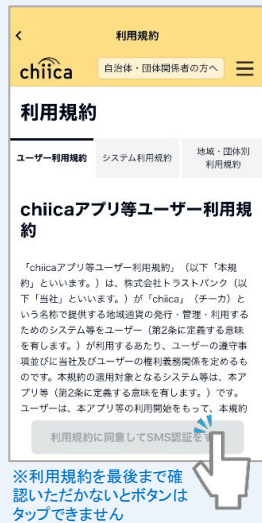 利用規約
chiica
自治体・団体関係者の方へ
利用規約
ユーザー利用規約
システム利用規約
地域・団体別
利用規約
chiicaアプリ等ユーザー利用規
約
「chiicaアプリ等ユーザー利用規約」（以下「本規
約」といいます。）は、株式会社トラストバンク（以
下「当社」といいます。）が「chiica」（チーカ）と
いう名称で提供する地域通貨の発行・管理・利用する
ためのシステム等をユーザー（第2条に定義する意味
を有します。）が利用するあたり、ユーザーの遵守事
項並びに当社及びユーザーの権利義務関係を定めるも
のです。本規約の適用対象となるシステム等は、本ア
プリ等（第2条に定義する意味を有します。）です。
ユーザーは、本アプリ等の利用開始をもって、本規約
利用規約に同意してSMS認証をする
※利用規約を最後まで確
認いただかないとボタンは
タップできません